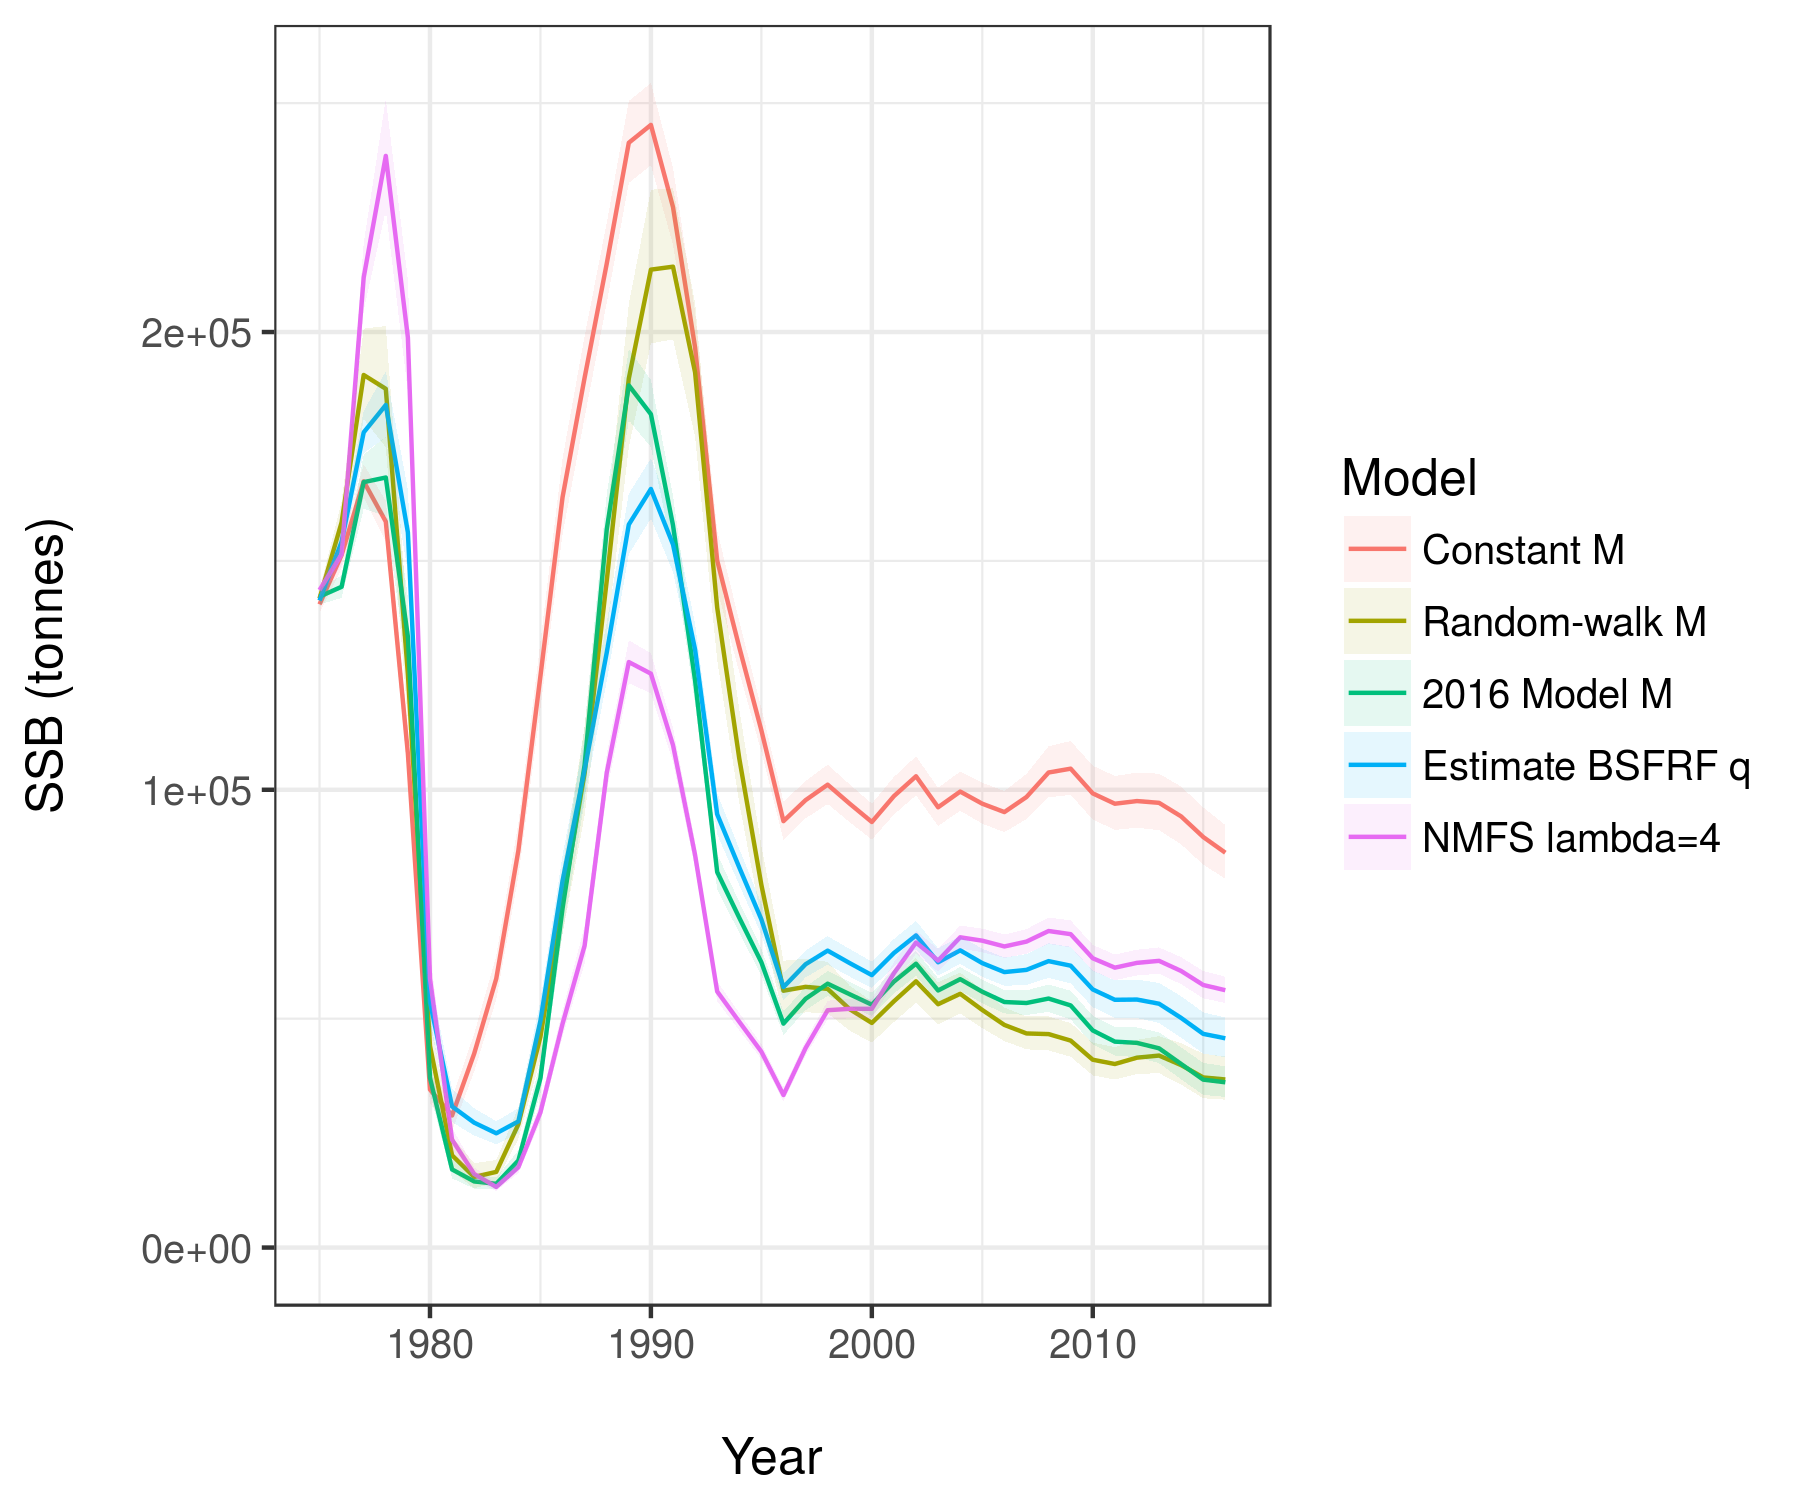 SSB (tonnes)
2e+05
1e+05
0e+00
1980 1990 2000 2010
Year
Model
Constant M
Random-walk M
2016 Model M
Estimate BSFRF q
NMFS lambda=4